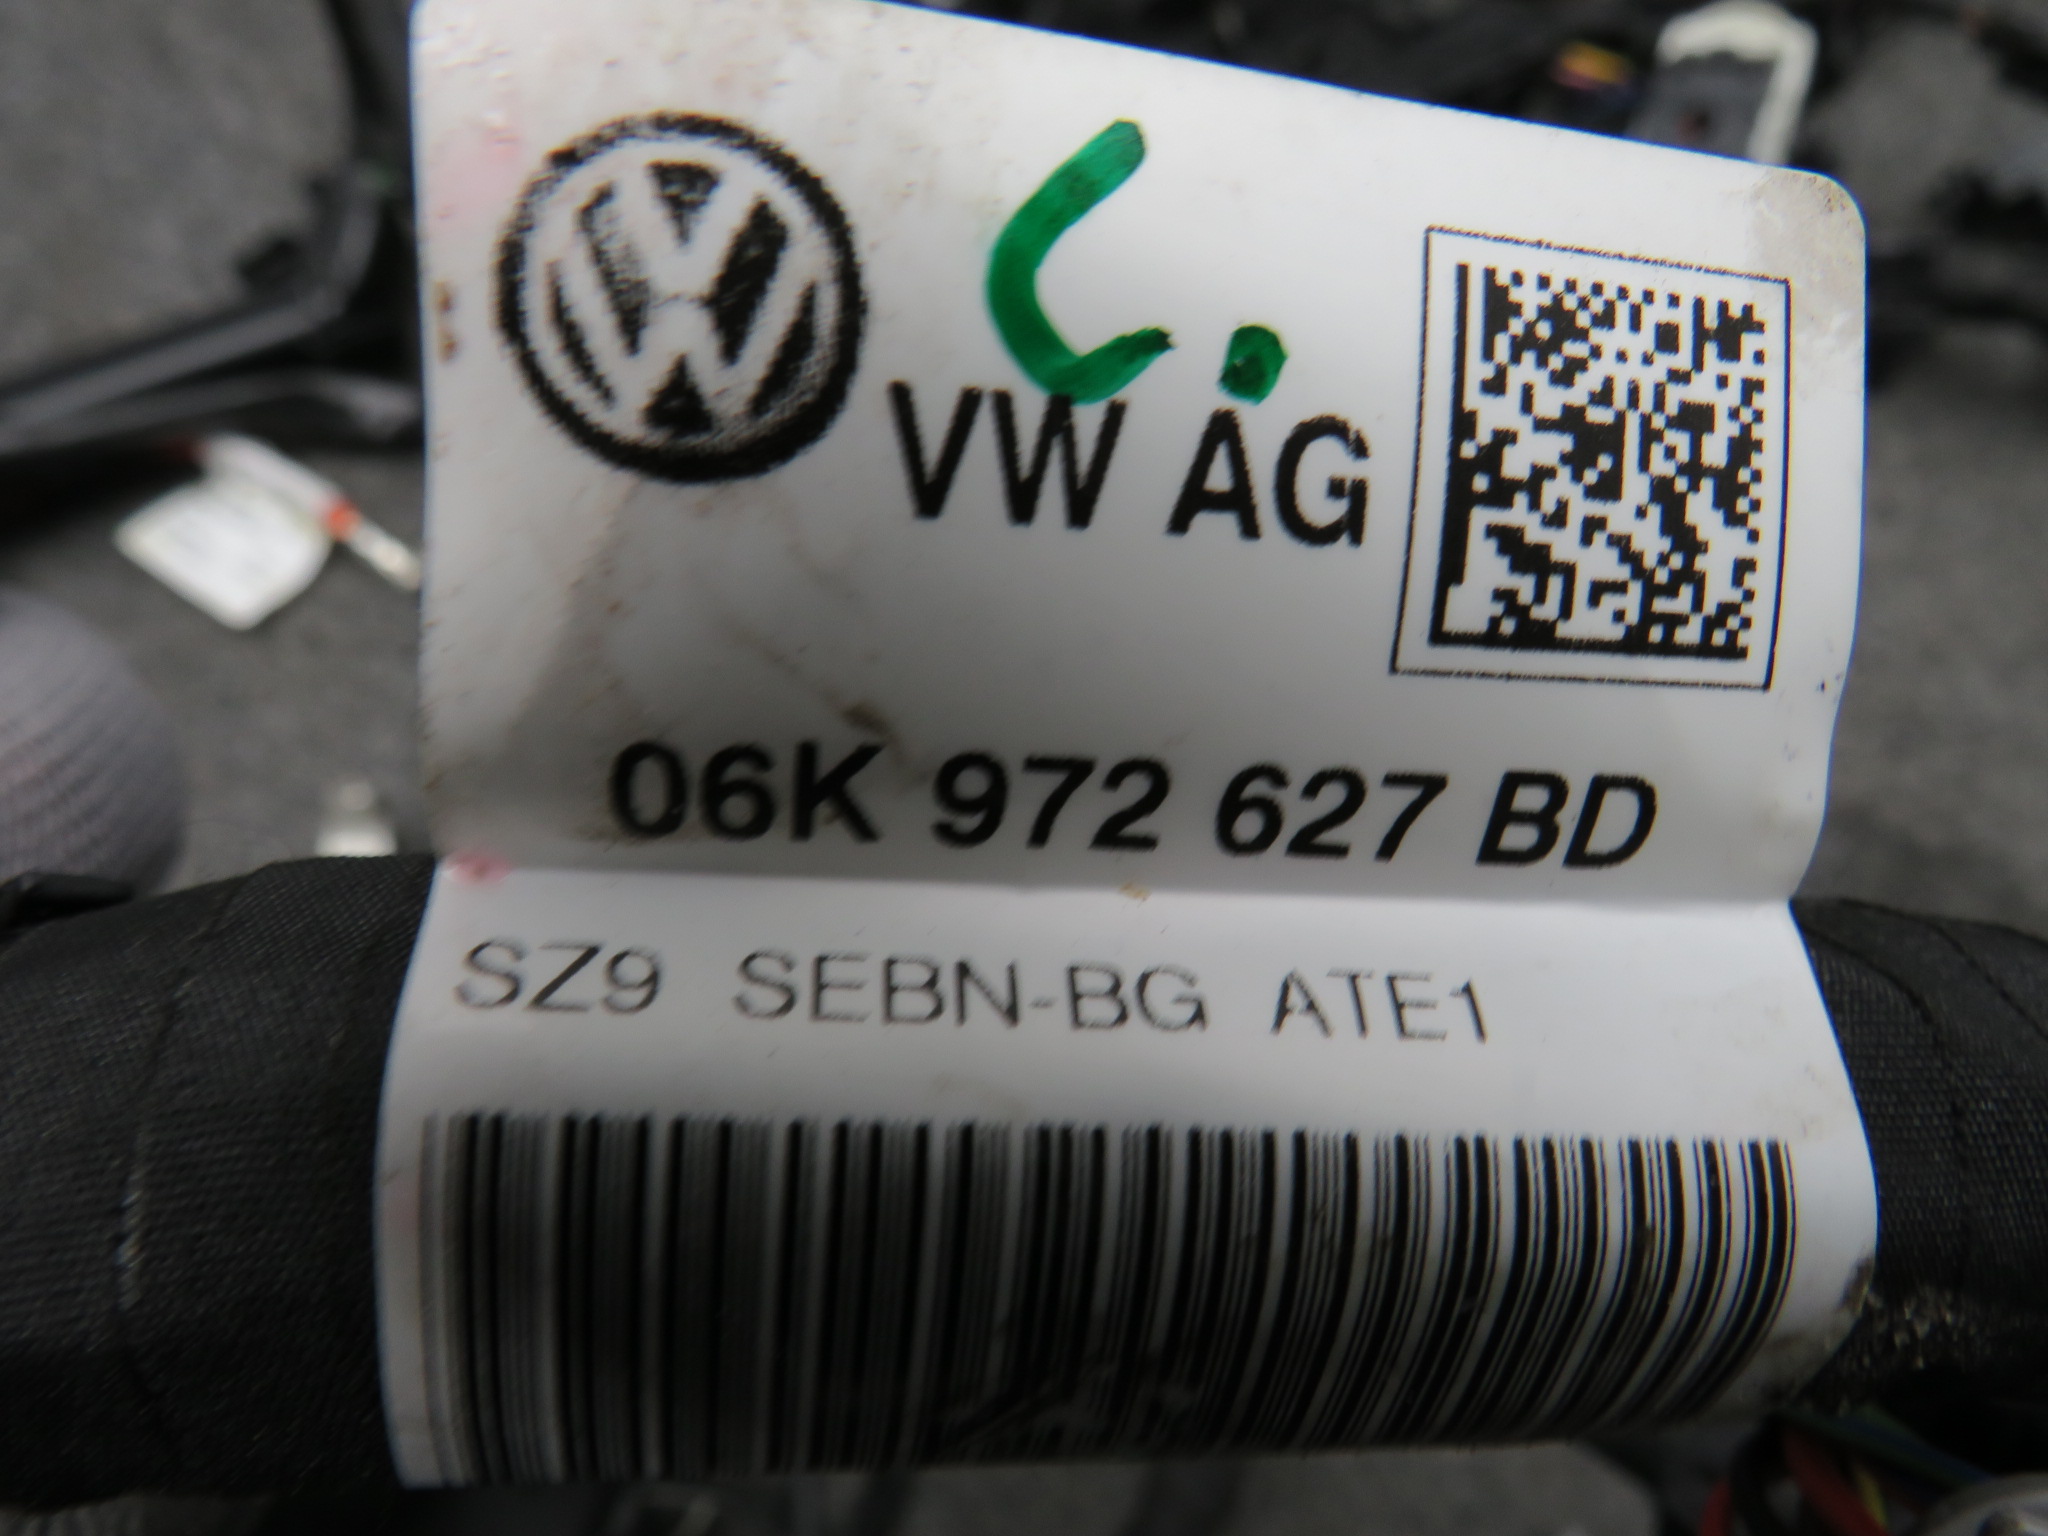 VW AG
06K 972 627 BD
SZ9 SEBN-BG ATE1